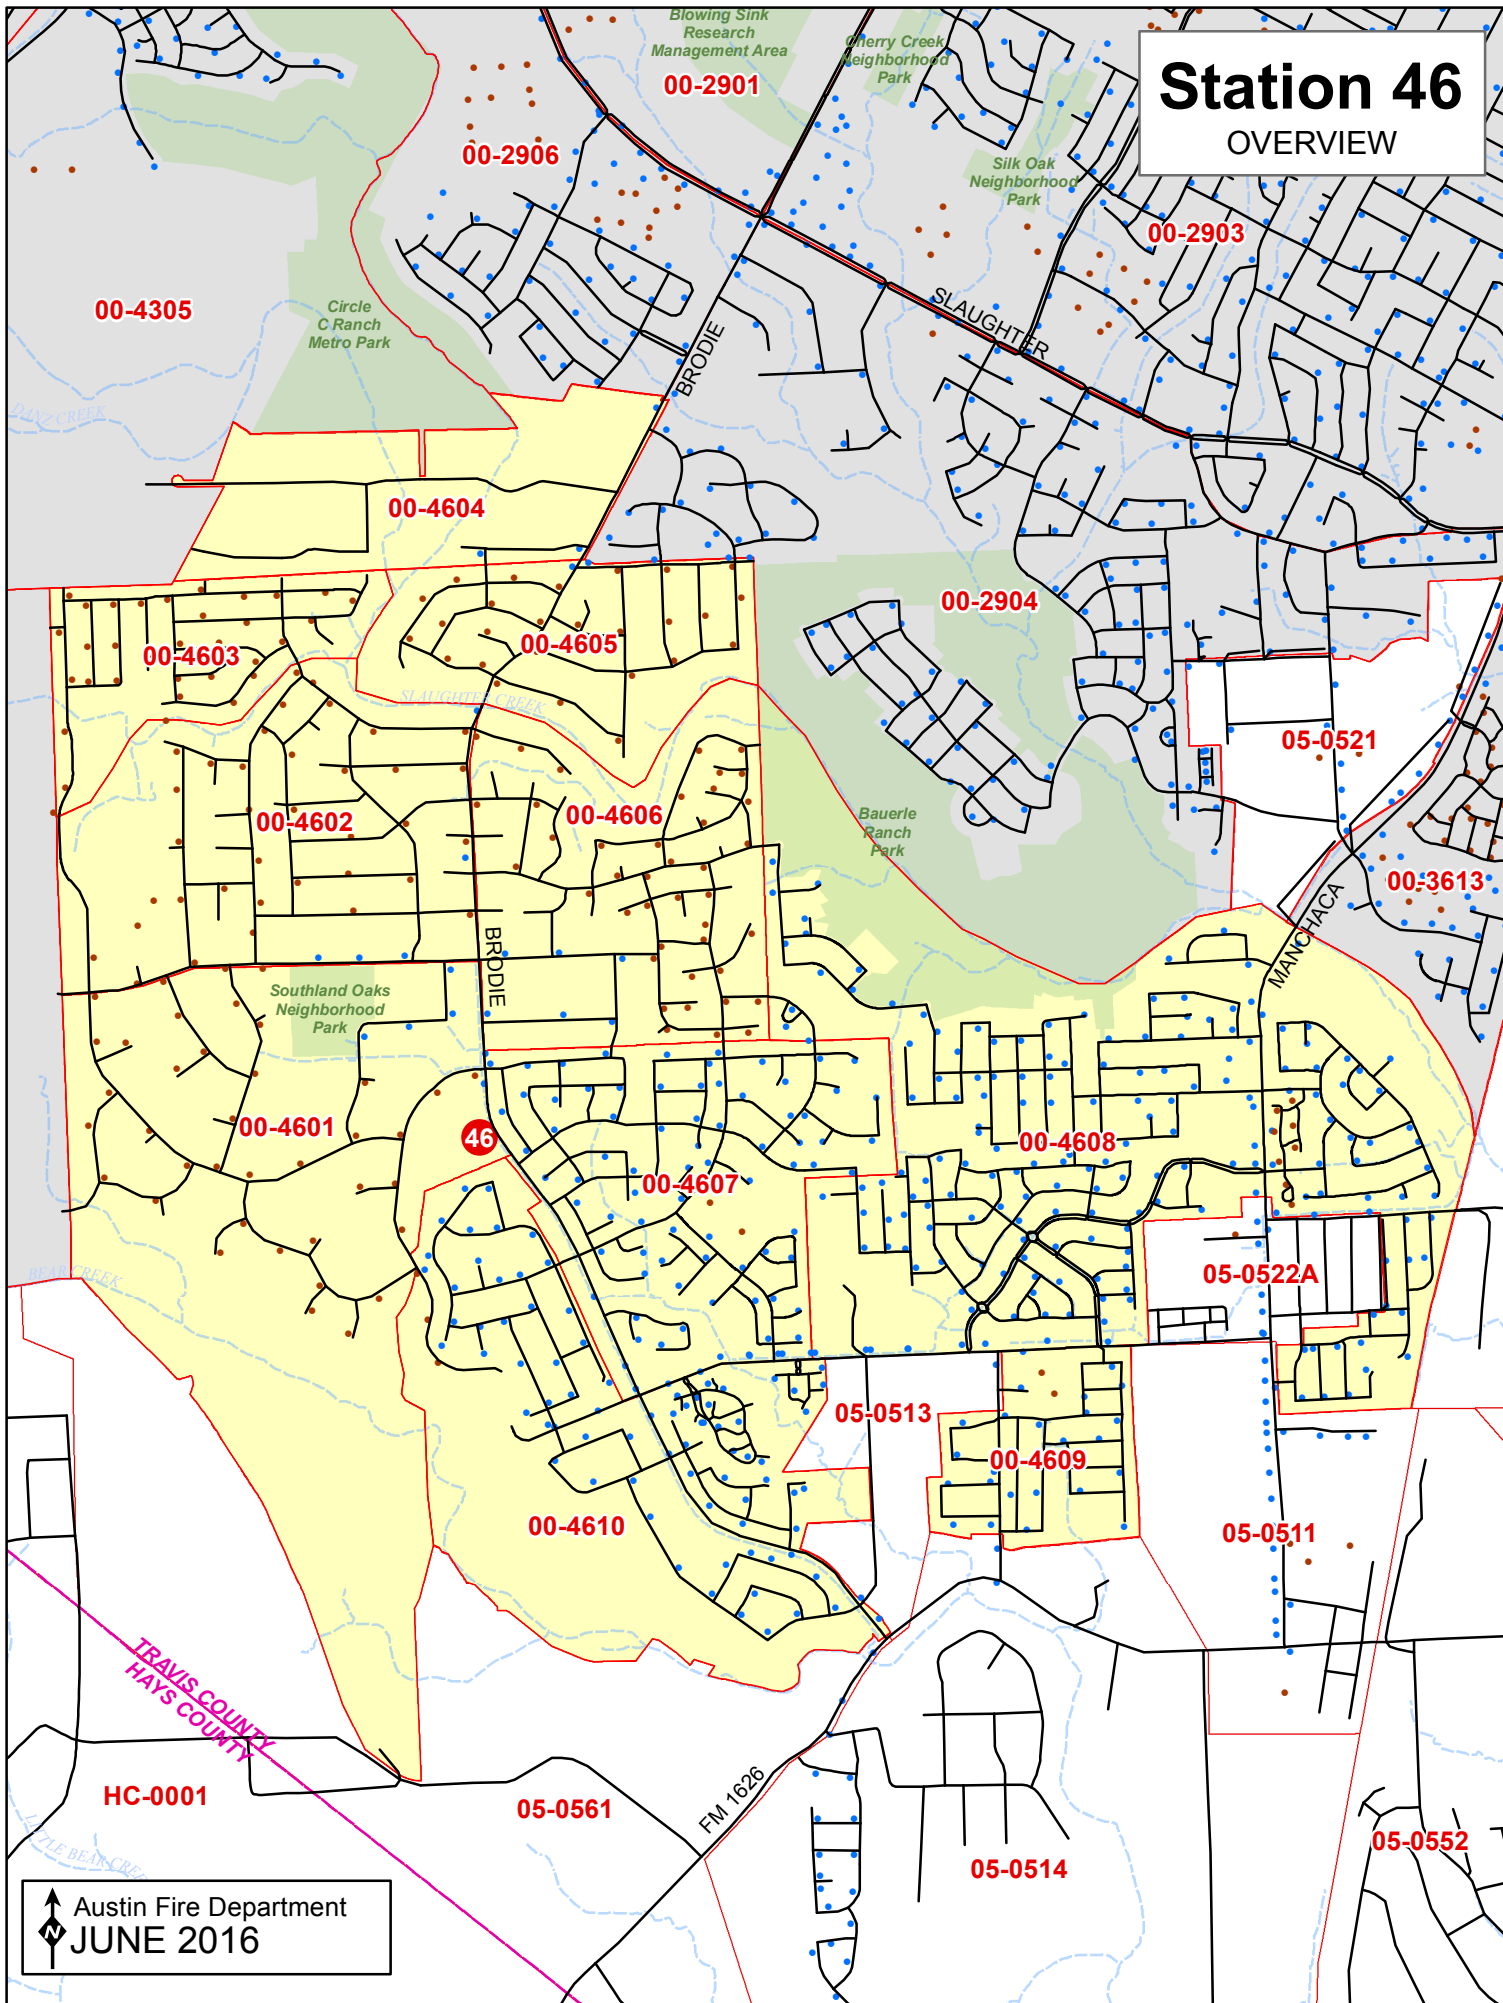 Blowing Sink
Research
Management Area
00-2901
Cherry Creek
Neighborhood
Park
Station 46
OVERVIEW
00-2906
Silk Oak
Neighborhood
Park
00-2903
00-4305
Circle
C Ranch
Metro Park
SLAUGHTER
BRODIE
DANZ CREEK
00-4604
00-2904
00-4603
00-4605
SLAUGHTER CREEK
05-0521
00-4602
00-4606
Bauerle
Ranch
Park
00-3613
MANCHACA
BRODIE
Southland Oaks
Neighborhood
Park
00-4601
46
00-4608
00-4607
BEAR CREEK
05-0522A
05-0513
00-4609
00-4610
05-0511
TRAVIS COUNTY
HAYS COUNTY
HC-0001
05-0561
FM 1626
05-0514
05-0552
LITTLE BEAR CREEK
N
Austin Fire Department
JUNE 2016